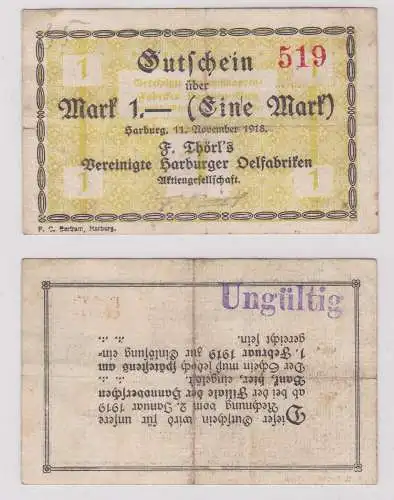 Gutschein
519
über
Mark 1.— (Eine Mark)
Harburg, 11. November 1918.
F. Thörl's
Vereinigte Harburger Oelfabriken
Aktiengesellschaft.
1
1
1
1
F. C. Bertram, Harburg.
Ungültig
Dieser Gutschein wird für unsere
Rechnung vom 2. Januar 1919
ab bei der Filiale der Hannoverschen
Bank, hier, eingelöst.
Der Schein muß jedoch spätestens am
1. Februar 1919 zur Einlösung ein-
gereicht sein.